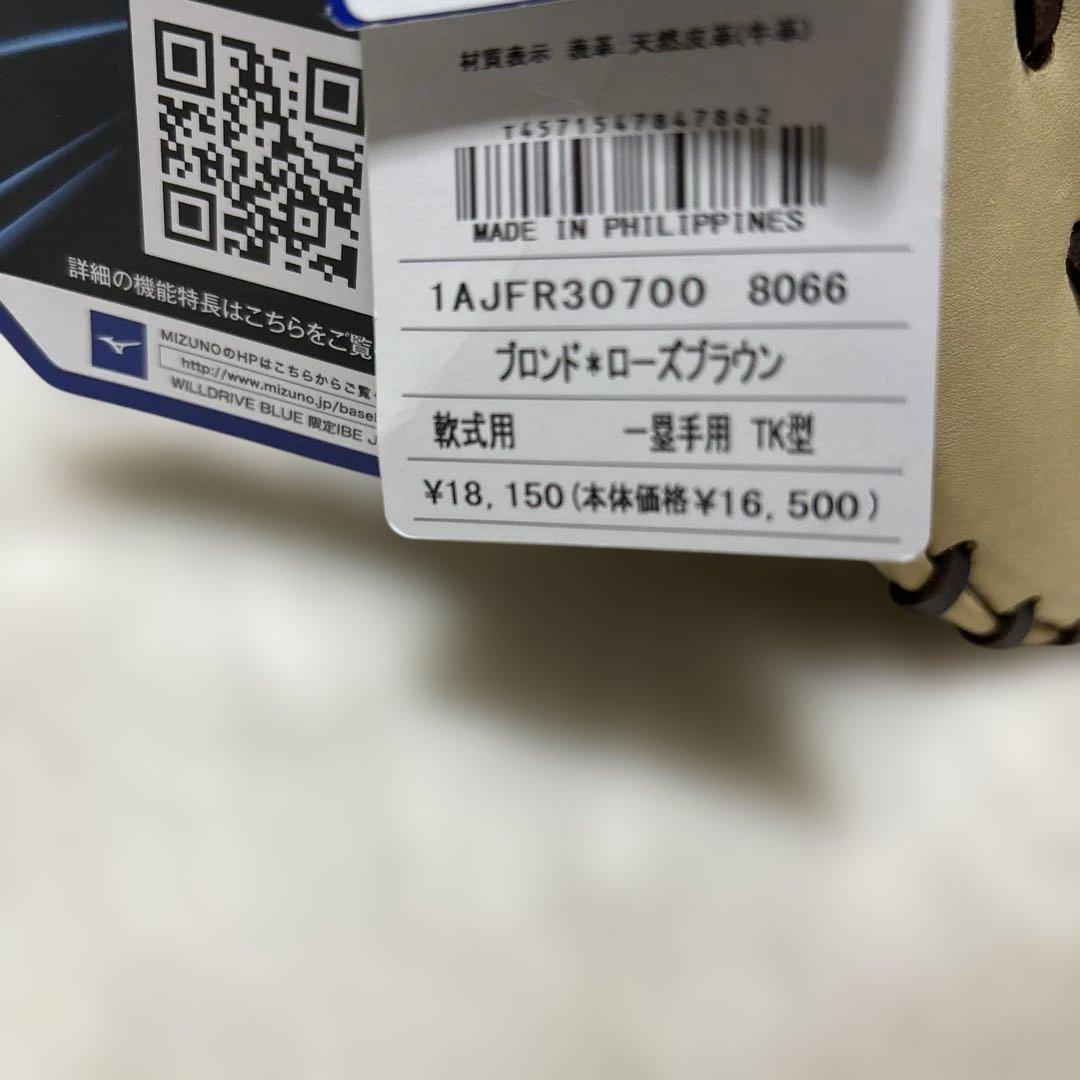 材質表示 表革:天然皮革(牛革)
T4571547847862
MADE IN PHILIPPINES
1AJFR30700 8066
ブロンド*ローズブラウン
軟式用 一塁手用 TK型
¥18,150(本体価格¥16,500)
詳細の機能特長はこちらをご覧
MIZUNOのHPはこちらからご覧
http://www.mizuno.jp/base
WILLDRIVE BLUE 限定IBE J